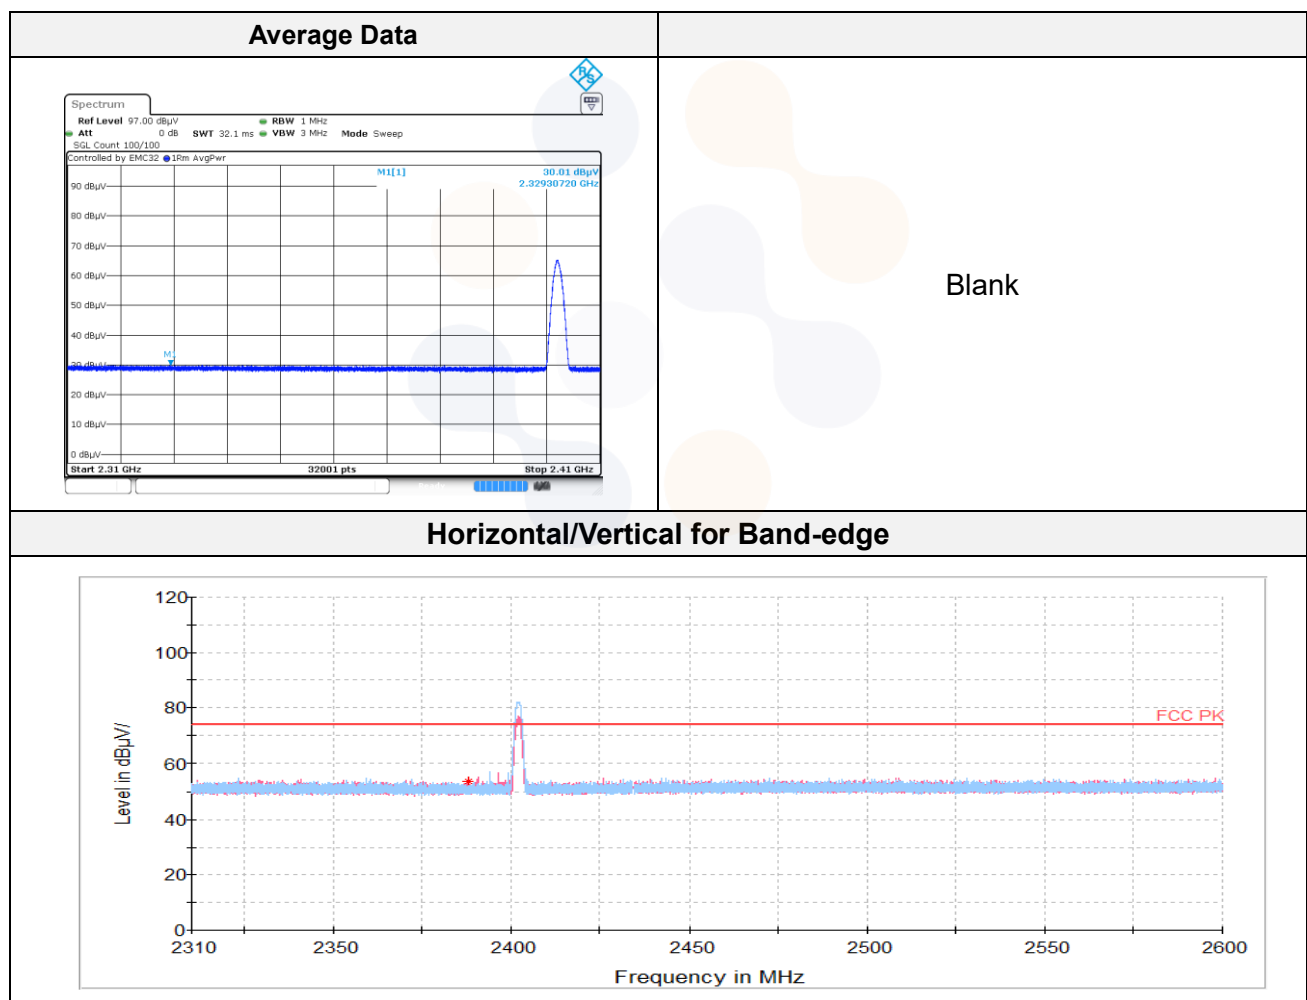 Average Data
R&S
Spectrum
Ref Level 97.00 dBµV RBW 1 MHz
Att 0 dB SWT 32.1 ms VBW 3 MHz Mode Sweep
SGL Count 100/100
Controlled by EMC32 1Rm AvgPwr
M1[1] 30.01 dBµV
2.32930720 GHz
90 dBµV
80 dBµV
70 dBµV
60 dBµV
50 dBµV
40 dBµV
M1
30 dBµV
20 dBµV
10 dBµV
0 dBµV
Start 2.31 GHz 32001 pts Stop 2.41 GHz
Blank
Horizontal/Vertical for Band-edge
120
100
80
60
40
20
0
Level in dBµV/
FCC PK
2310 2350 2400 2450 2500 2550 2600
Frequency in MHz